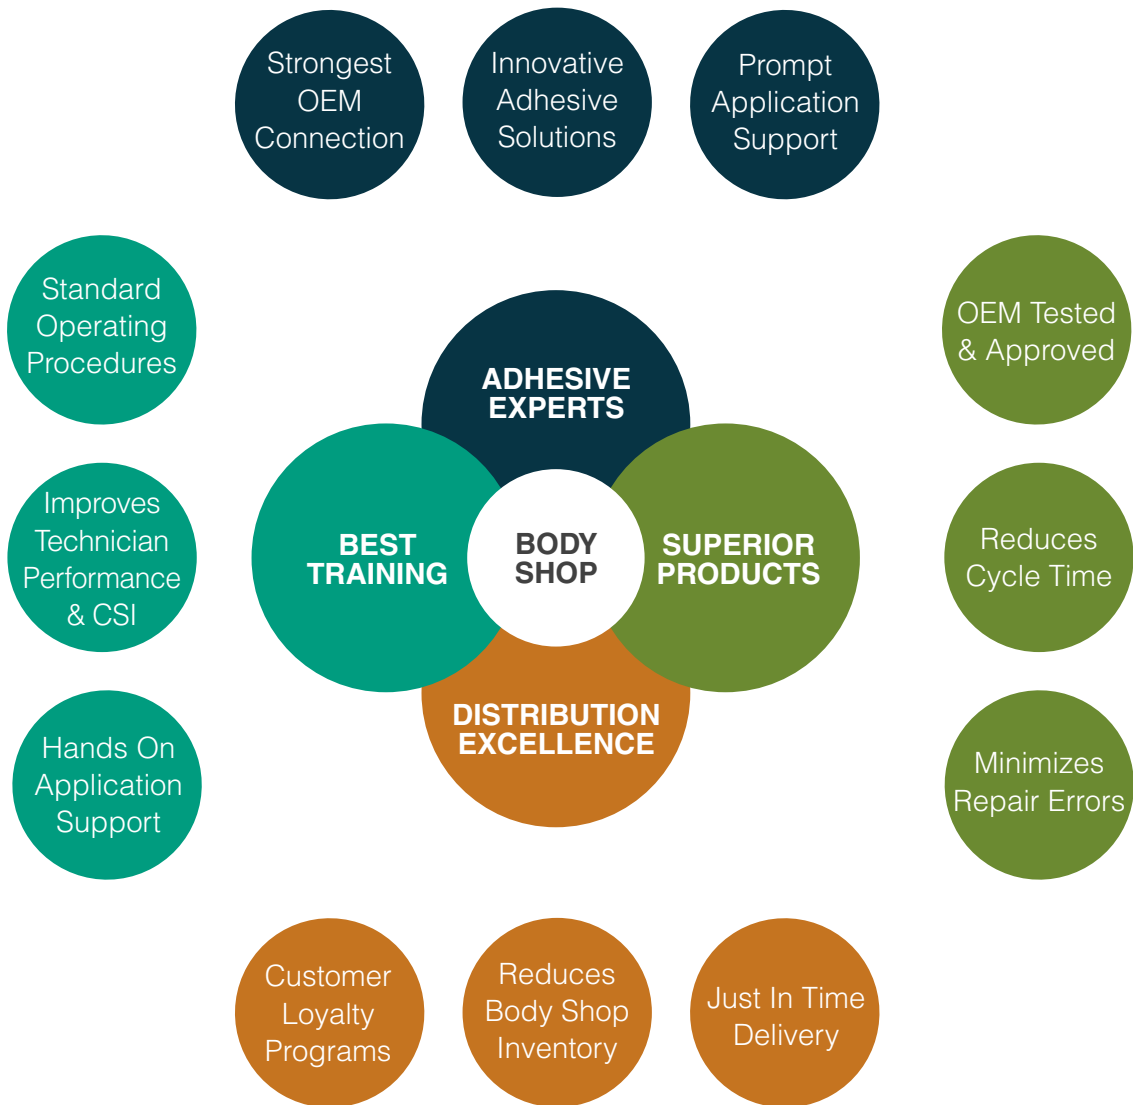 Strongest
OEM
Connection
Innovative
Adhesive
Solutions
Prompt
Application
Support
Standard
Operating
Procedures
OEM Tested
& Approved
ADHESIVE
EXPERTS
Improves
Technician
Performance
& CSI
BEST
TRAINING
BODY
SHOP
SUPERIOR
PRODUCTS
Reduces
Cycle Time
DISTRIBUTION
EXCELLENCE
Hands On
Application
Support
Minimizes
Repair Errors
Customer
Loyalty
Programs
Reduces
Body Shop
Inventory
Just In Time
Delivery